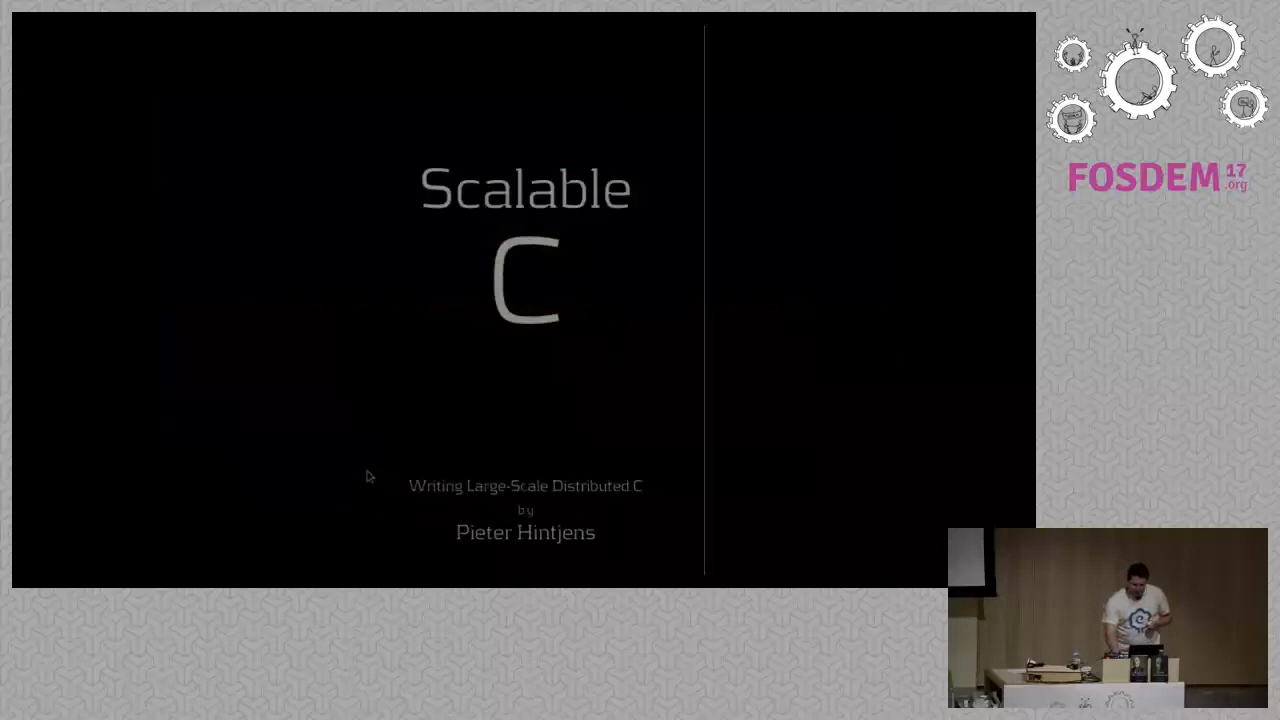 Scalable
C
Writing Large-Scale Distributed C
by
Pieter Hintjens
FOSDEM 17
.org